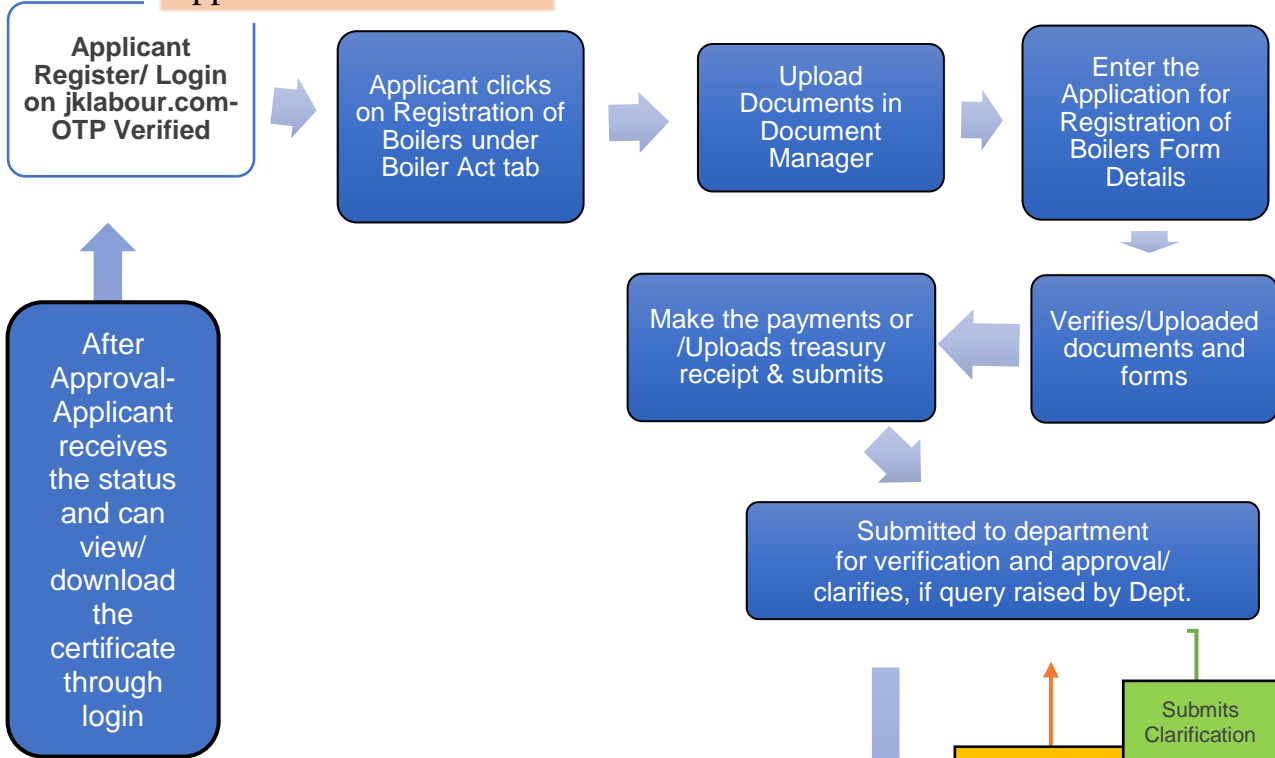 Applicant
Register/ Login
on jklabour.com-
OTP Verified
Applicant clicks
on Registration of
Boilers under
Boiler Act tab
Upload
Documents in
Document
Manager
Enter the
Application for
Registration of
Boilers Form
Details
Verifies/Uploaded
documents and
forms
Make the payments or
/Uploads treasury
receipt & submits
Submitted to department
for verification and approval/
clarifies, if query raised by Dept.
Submits
Clarification
After
Approval-
Applicant
receives
the status
and can
view/
download
the
certificate
through
login